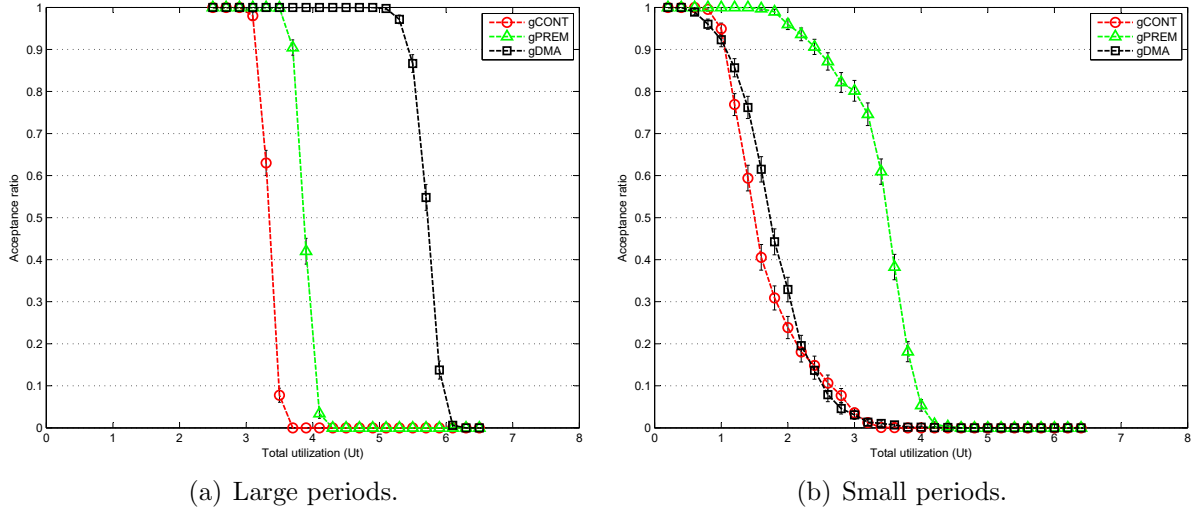 1
0.9
0.8
0.7
0.6
0.5
0.4
0.3
0.2
0.1
0
Acceptance ratio
gCONT
gPREM
gDMA
0 1 2 3 4 5 6 7 8
Total utilization (Ut)
(a) Large periods.
1
0.9
0.8
0.7
0.6
0.5
0.4
0.3
0.2
0.1
0
Acceptance ratio
gCONT
gPREM
gDMA
0 1 2 3 4 5 6 7 8
Total utilization (Ut)
(b) Small periods.